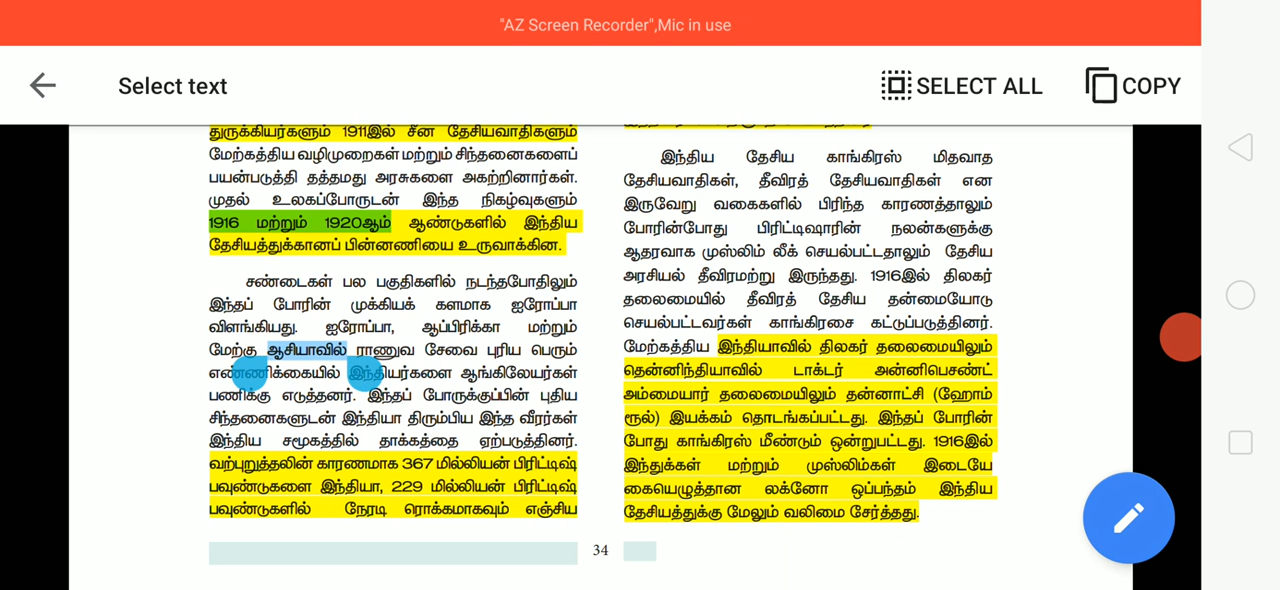 "AZ Screen Recorder",Mic in use
Select text
SELECT ALL
COPY
துருக்கியர்களும் 1911இல் சீன தேசியவாதிகளும்
மேற்கத்திய வழிமுறைகள் மற்றும் சிந்தனைகளைப்
பயன்படுத்தி தத்தமது அரசுகளை அகற்றினார்கள்.
முதல் உலகப்போருடன் இந்த நிகழ்வுகளும்
1916 மற்றும் 1920ஆம் ஆண்டுகளில் இந்திய
தேசியத்துக்கானப் பின்னணியை உருவாக்கின.
சண்டைகள் பல பகுதிகளில் நடந்தபோதிலும்
இந்தப் போரின் முக்கியக் களமாக ஐரோப்பா
விளங்கியது. ஐரோப்பா, ஆப்பிரிக்கா மற்றும்
மேற்கு ஆசியாவில் ராணுவ சேவை புரிய பெரும்
எண்ணிக்கையில் இந்தியர்களை ஆங்கிலேயர்கள்
பணிக்கு எடுத்தனர். இந்தப் போருக்குப்பின் புதிய
சிந்தனைகளுடன் இந்தியா திரும்பிய இந்த வீரர்கள்
இந்திய சமூகத்தில் தாக்கத்தை ஏற்படுத்தினர்.
வற்புறுத்தலின் காரணமாக 367 மில்லியன் பிரிட்டிஷ்
பவுண்டுகளை இந்தியா, 229 மில்லியன் பிரிட்டிஷ்
பவுண்டுகளில் நேரடி ரொக்கமாகவும் எஞ்சிய
இந்திய தேசிய காங்கிரஸ் மிதவாத
தேசியவாதிகள், தீவிரத் தேசியவாதிகள் என
இருவேறு வகைகளில் பிரிந்த காரணத்தாலும்
போரின்போது பிரிட்டிஷாரின் நலன்களுக்கு
ஆதரவாக முஸ்லிம் லீக் செயல்பட்டதாலும் தேசிய
அரசியல் தீவிரமற்று இருந்தது. 1916இல் திலகர்
தலைமையில் தீவிரத் தேசிய தன்மையோடு
செயல்பட்டவர்கள் காங்கிரசை கட்டுப்படுத்தினர்.
மேற்கத்திய இந்தியாவில் திலகர் தலைமையிலும்
தென்னிந்தியாவில் டாக்டர் அன்னிபெசண்ட்
அம்மையார் தலைமையிலும் தன்னாட்சி (ஹோம்
ரூல்) இயக்கம் தொடங்கப்பட்டது. இந்தப் போரின்
போது காங்கிரஸ் மீண்டும் ஒன்றுபட்டது. 1916இல்
இந்துக்கள் மற்றும் முஸ்லிம்கள் இடையே
கையெழுத்தான லக்னோ ஒப்பந்தம் இந்திய
தேசியத்துக்கு மேலும் வலிமை சேர்த்தது.
34